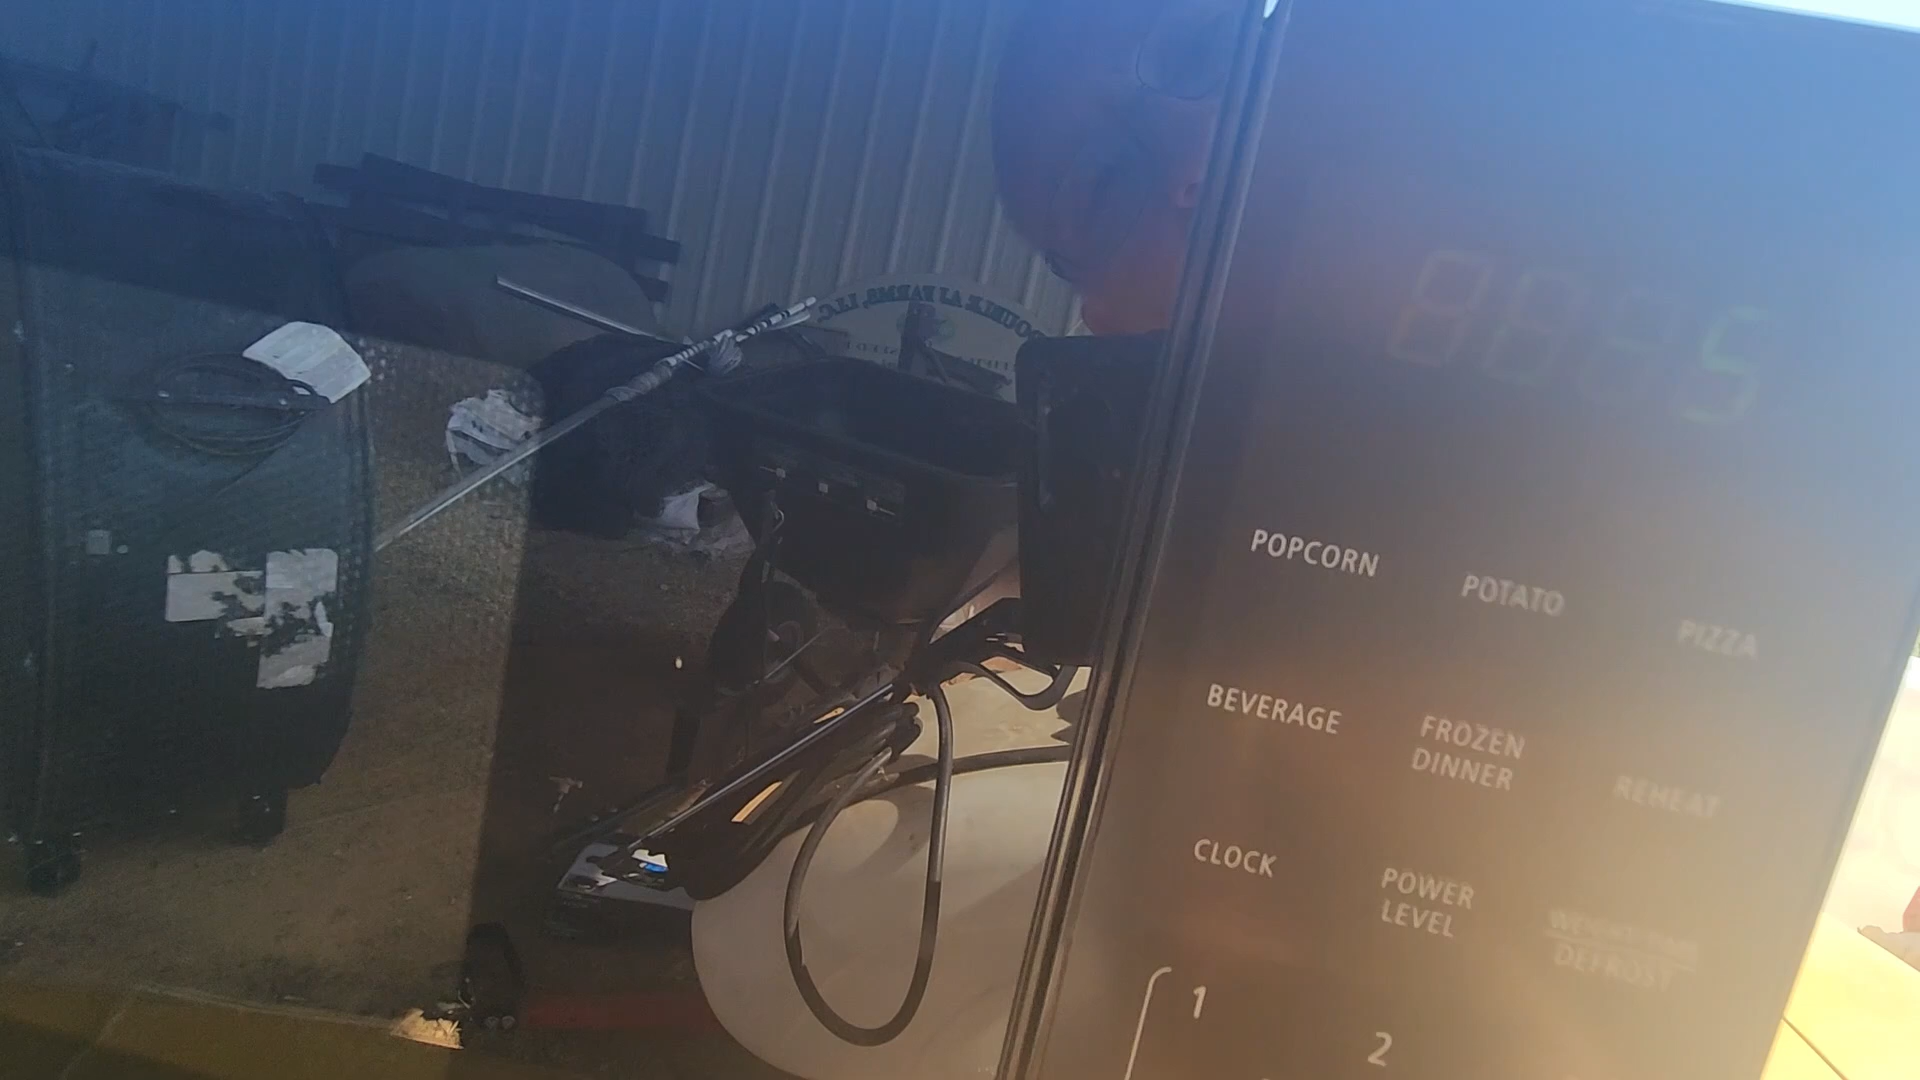 POPCORN
POTATO
PIZZA
BEVERAGE
FROZEN
DINNER
REHEAT
CLOCK
POWER
LEVEL
DEFROST
1
2